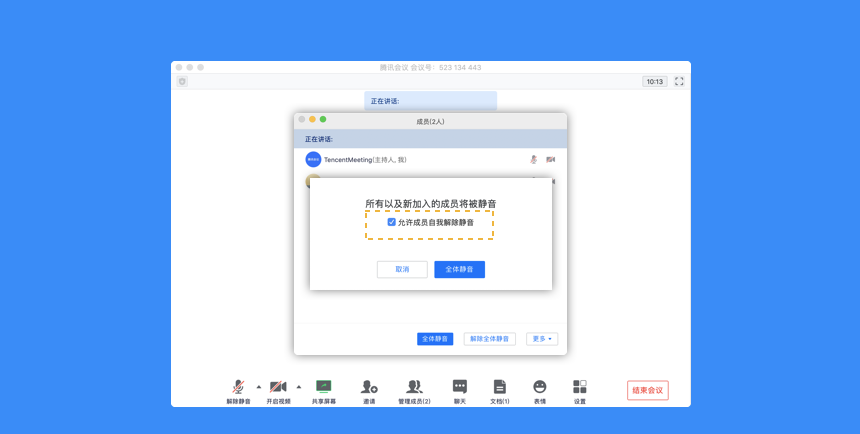 腾讯会议 会议号: 523 134 443
10:13
正在讲话:
成员(2人)
正在讲话:
TencentMeeting(主持人, 我)
所有以及新加入的成员将被静音
允许成员自我解除静音
取消
全体静音
全体静音
解除全体静音
更多
解除静音
开启视频
共享屏幕
邀请
管理成员(2)
聊天
文档(1)
表情
设置
结束会议